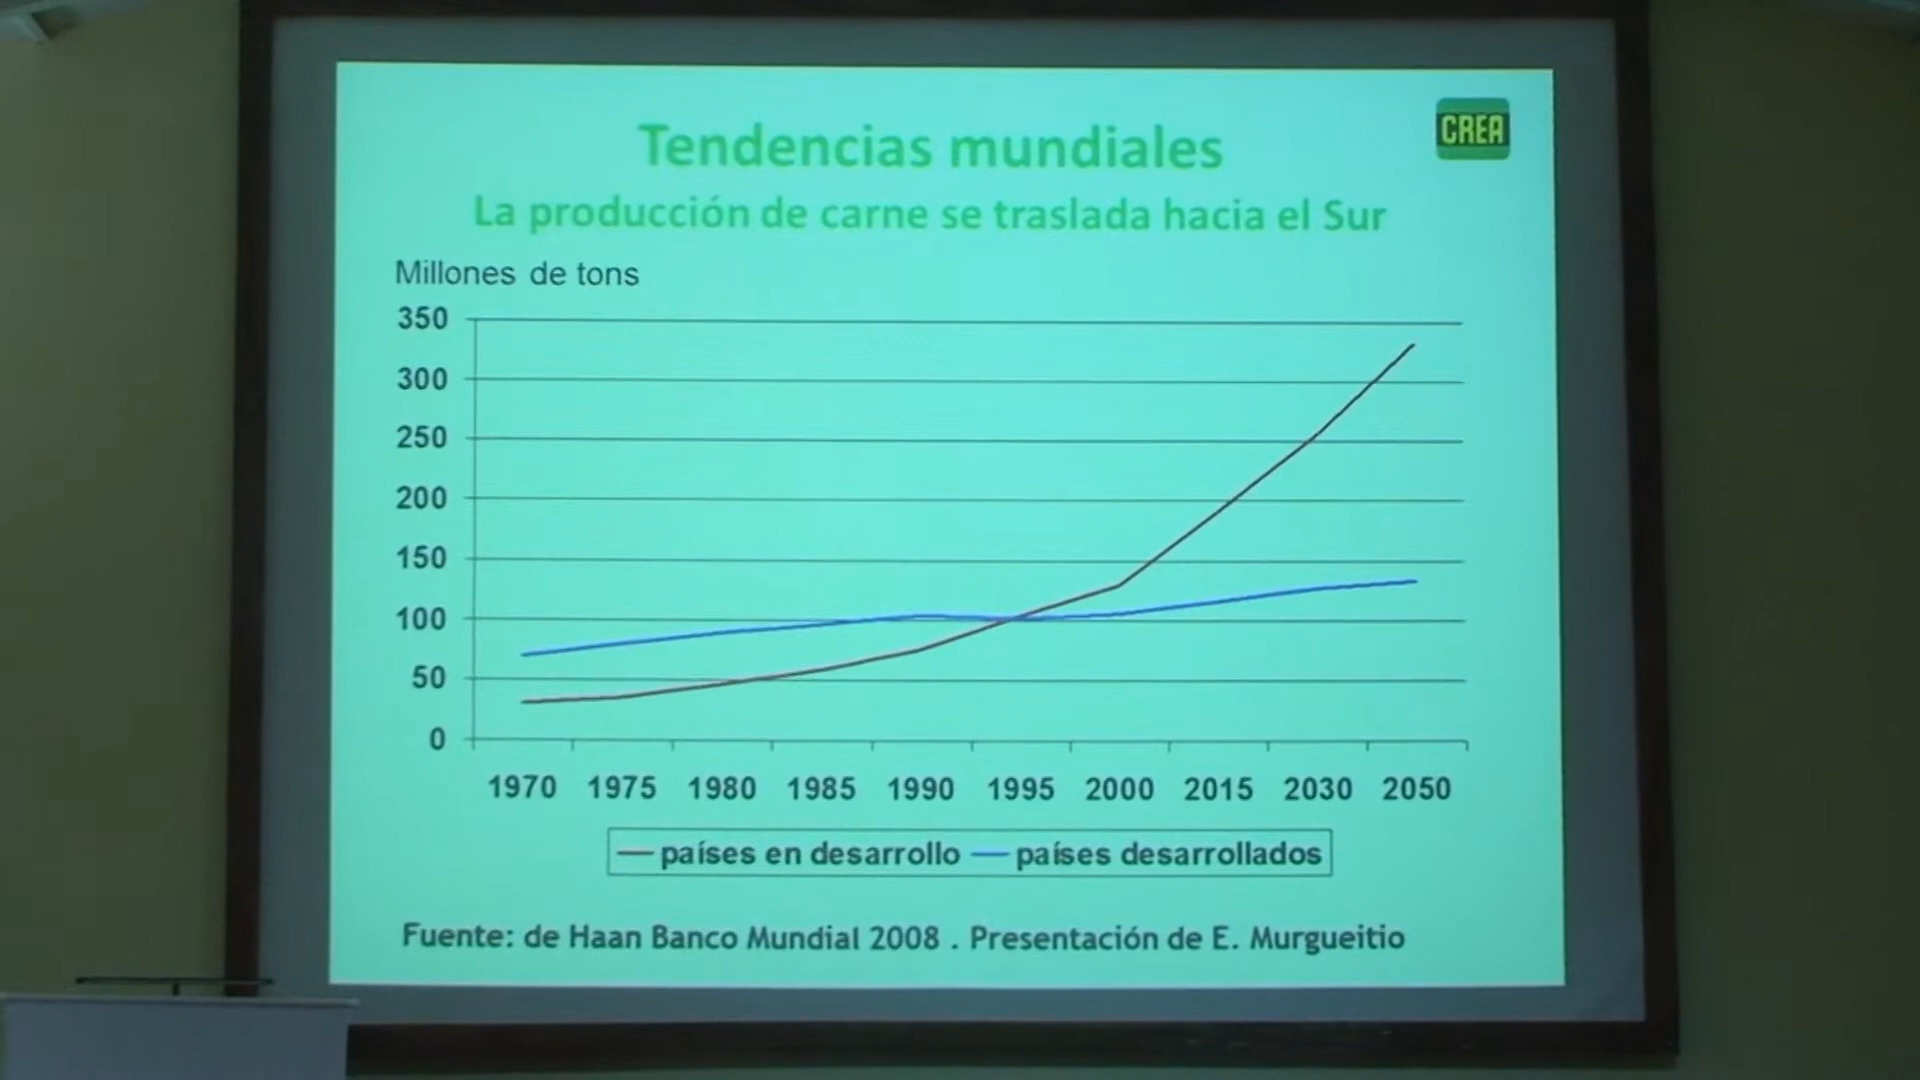 CREA
Tendencias mundiales
La producción de carne se traslada hacia el Sur
Millones de tons
350
300
250
200
150
100
50
0
1970 1975 1980 1985 1990 1995 2000 2015 2030 2050
países en desarrollo países desarrollados
Fuente: de Haan Banco Mundial 2008 . Presentación de E. Murgueitio